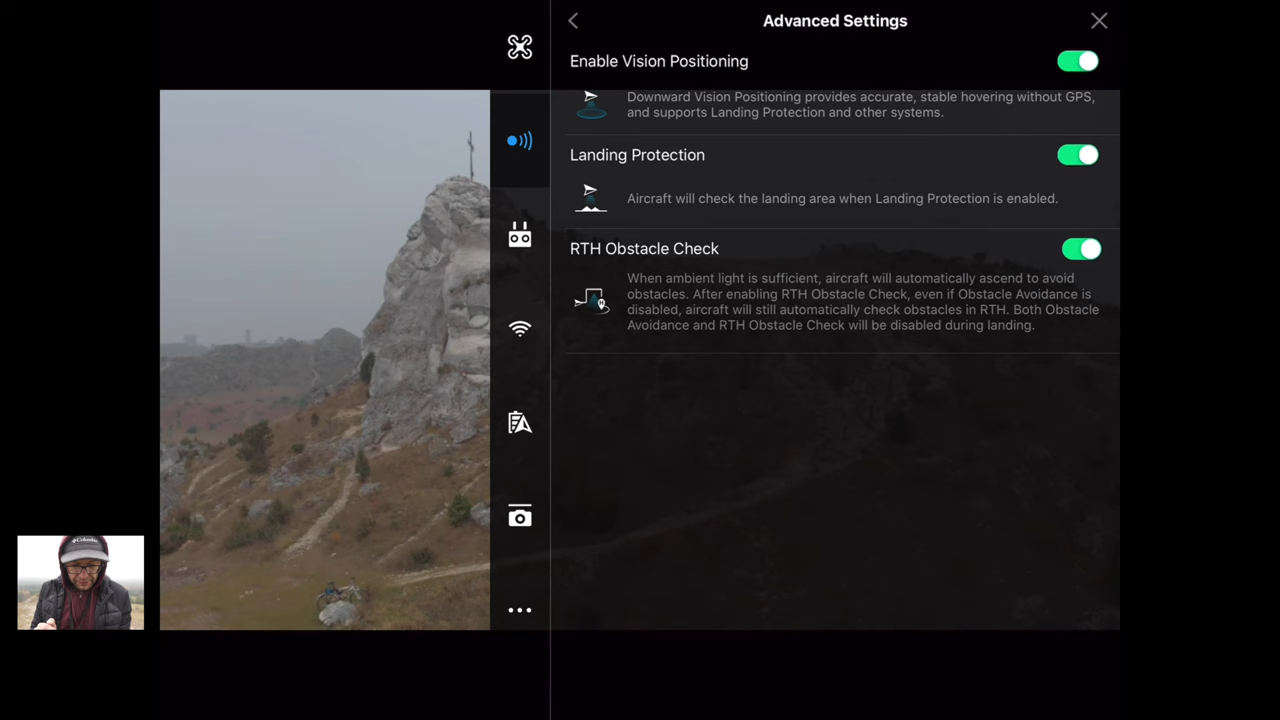 Advanced Settings
Enable Vision Positioning
Downward Vision Positioning provides accurate, stable hovering without GPS,
and supports Landing Protection and other systems.
Landing Protection
Aircraft will check the landing area when Landing Protection is enabled.
RTH Obstacle Check
When ambient light is sufficient, aircraft will automatically ascend to avoid
obstacles. After enabling RTH Obstacle Check, even if Obstacle Avoidance is
disabled, aircraft will still automatically check obstacles in RTH. Both Obstacle
Avoidance and RTH Obstacle Check will be disabled during landing.
Columbia